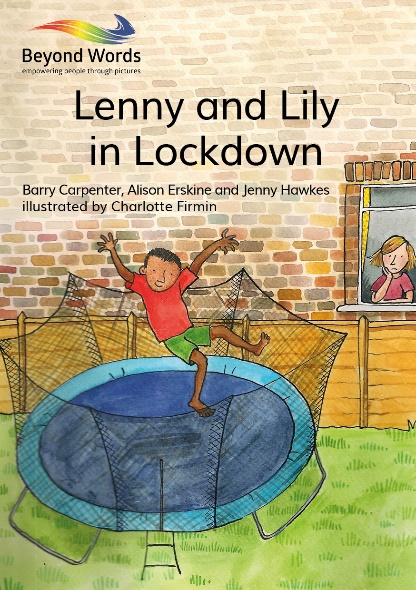 Beyond Words
empowering people through pictures
Lenny and Lily
in Lockdown
Barry Carpenter, Alison Erskine and Jenny Hawkes
illustrated by Charlotte Firmin